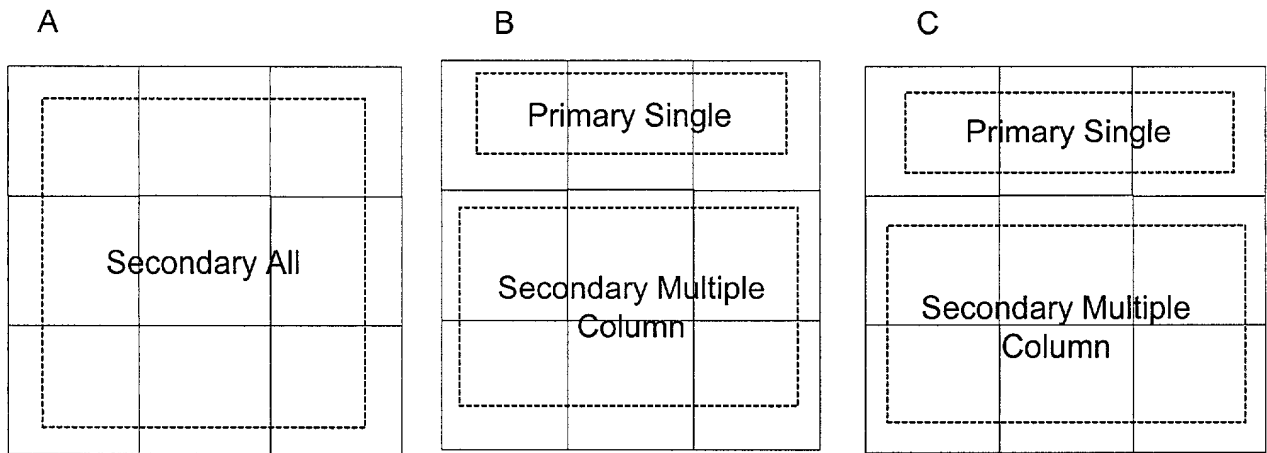 A
B
C
Secondary All
Primary Single
Secondary Multiple
Column
Primary Single
Secondary Multiple
Column